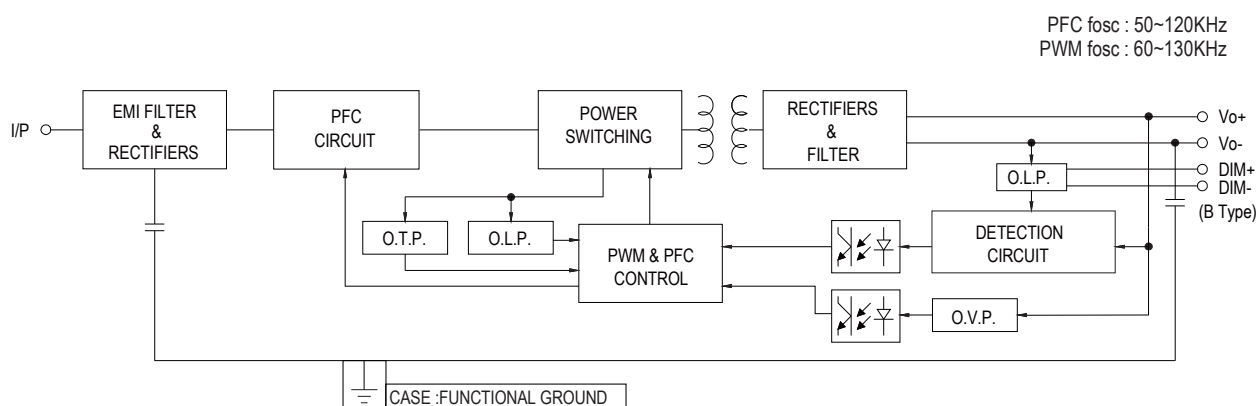 PFC fosc : 50~120KHz
PWM fosc : 60~130KHz
I/P
EMI FILTER
&
RECTIFIERS
PFC
CIRCUIT
POWER
SWITCHING
RECTIFIERS
&
FILTER
Vo+
Vo-
DIM+
DIM-
(B Type)
O.L.P.
O.T.P.
O.L.P.
PWM & PFC
CONTROL
DETECTION
CIRCUIT
O.V.P.
CASE :FUNCTIONAL GROUND